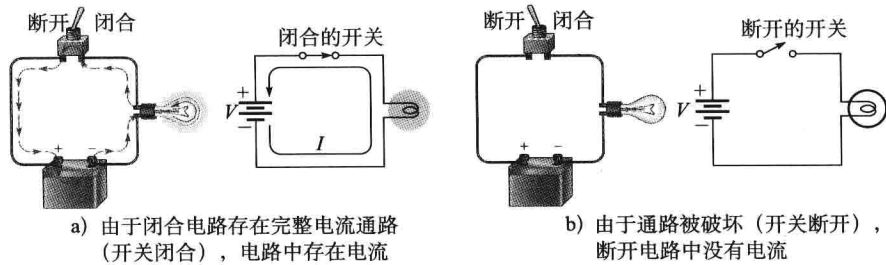 断开 闭合
闭合的开关
+
V
−
I
+ −
a) 由于闭合电路存在完整电流通路
(开关闭合), 电路中存在电流
断开 闭合
断开的开关
+
V
−
+ −
b) 由于通路被破坏 (开关断开),
断开电路中没有电流